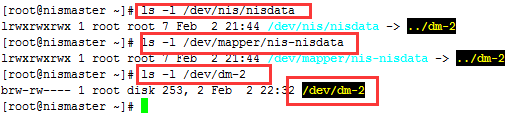 [root@nismaster ~]# ls -l /dev/nis/nisdata
lrwxrwxrwx 1 root root 7 Feb  2 21:44 /dev/nis/nisdata -> ../dm-2
[root@nismaster ~]# ls -l /dev/mapper/nis-nisdata
lrwxrwxrwx 1 root root 7 Feb  2 21:44 /dev/mapper/nis-nisdata -> ../dm-2
[root@nismaster ~]# ls -l /dev/dm-2
brw-rw---- 1 root disk 253, 2 Feb  2 22:32 /dev/dm-2
[root@nismaster ~]#